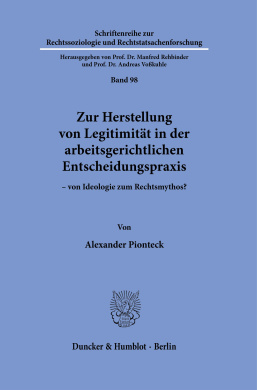 Schriftenreihe zur
Rechtssoziologie und Rechtstatsachenforschung
Herausgegeben von Prof. Dr. Manfred Rehbinder
und Prof. Dr. Andreas Voßkuhle
Band 98
Zur Herstellung
von Legitimität in der
arbeitsgerichtlichen
Entscheidungspraxis
– von Ideologie zum Rechtsmythos?
Von
Alexander Pionteck
Duncker & Humblot · Berlin